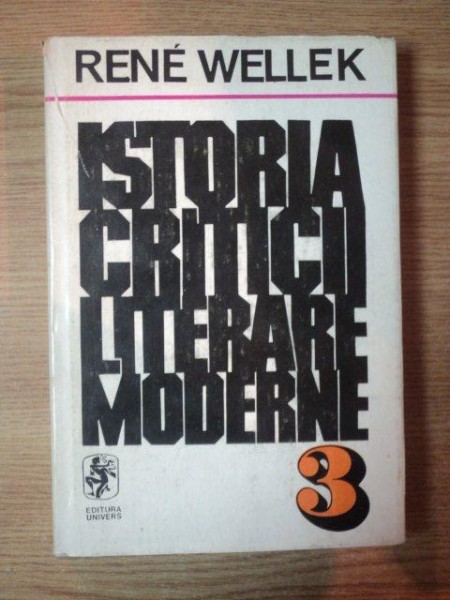 RENÉ WELLEK
ISTORIA
CRITICII
LITERARE
MODERNE
3
EDITURA
UNIVERS